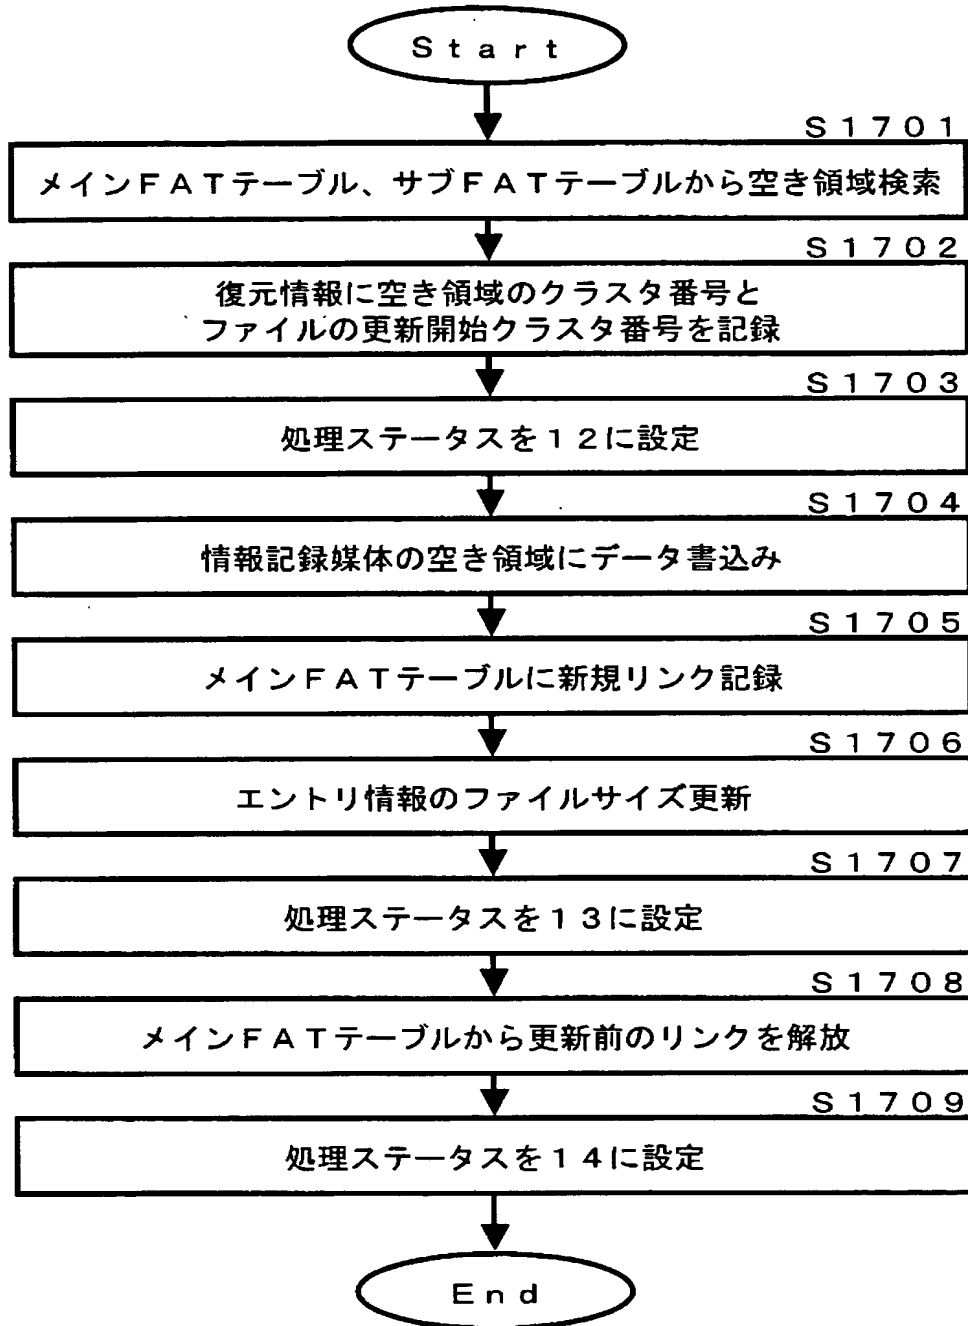 Start
S1701
メインFATテーブル、サブFATテーブルから空き領域検索
S1702
復元情報に空き領域のクラスタ番号と
ファイルの更新開始クラスタ番号を記録
S1703
処理ステータスを12に設定
S1704
情報記録媒体の空き領域にデータ書込み
S1705
メインFATテーブルに新規リンク記録
S1706
エントリ情報のファイルサイズ更新
S1707
処理ステータスを13に設定
S1708
メインFATテーブルから更新前のリンクを解放
S1709
処理ステータスを14に設定
End